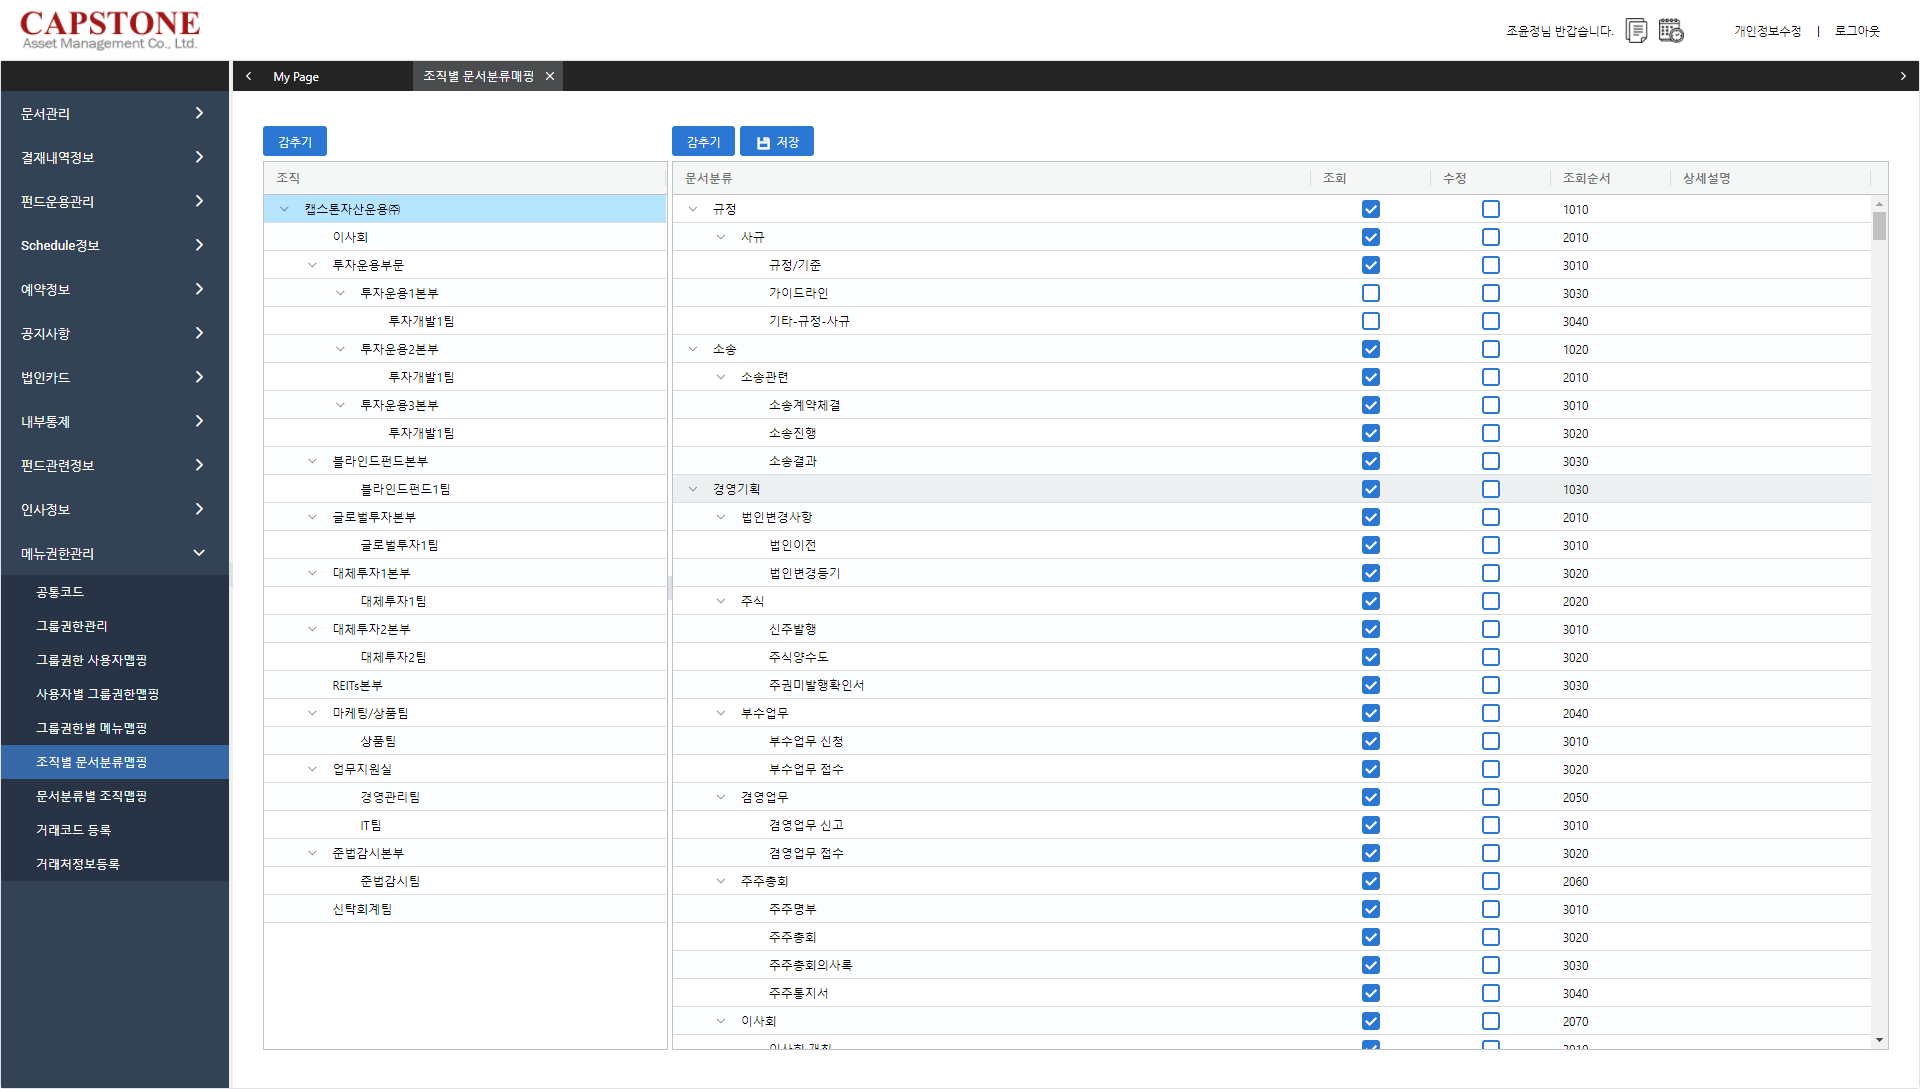 CAPSTONE
Asset Management Co., Ltd.
조윤정님 반갑습니다.
개인정보수정 | 로그아웃
My Page
조직별 문서분류매핑
문서관리
결재내역정보
펀드운용관리
Schedule정보
예약정보
공지사항
법인카드
내부통제
펀드관련정보
인사정보
메뉴권한관리
공통코드
그룹권한관리
그룹권한 사용자맵핑
사용자별 그룹권한맵핑
그룹권한별 메뉴맵핑
조직별 문서분류맵핑
문서분류별 조직맵핑
거래코드 등록
거래처정보등록
감추기
조직
캡스톤자산운용㈜
이사회
투자운용부문
투자운용1본부
투자개발1팀
투자운용2본부
투자개발1팀
투자운용3본부
투자개발1팀
블라인드펀드본부
블라인드펀드1팀
글로벌투자본부
글로벌투자1팀
대체투자1본부
대체투자1팀
대체투자2본부
대체투자2팀
REITs본부
마케팅/상품팀
상품팀
업무지원실
경영관리팀
IT팀
준법감시본부
준법감시팀
신탁회계팀
감추기 저장
문서분류 조회 수정 조회순서 상세설명
규정 1010
사규 2010
규정/기준 3010
가이드라인 3030
기타-규정-사규 3040
소송 1020
소송관련 2010
소송계약체결 3010
소송진행 3020
소송결과 3030
경영기획 1030
법인변경사항 2010
법인이전 3010
법인변경등기 3020
주식 2020
신주발행 3010
주식양수도 3020
주권미발행확인서 3030
부수업무 2040
부수업무 신청 3010
부수업무 접수 3020
겸영업무 2050
겸영업무 신고 3010
겸영업무 접수 3020
주주총회 2060
주주명부 3010
주주총회 3020
주주총회의사록 3030
주주통지서 3040
이사회 2070
이사회 개최 3010